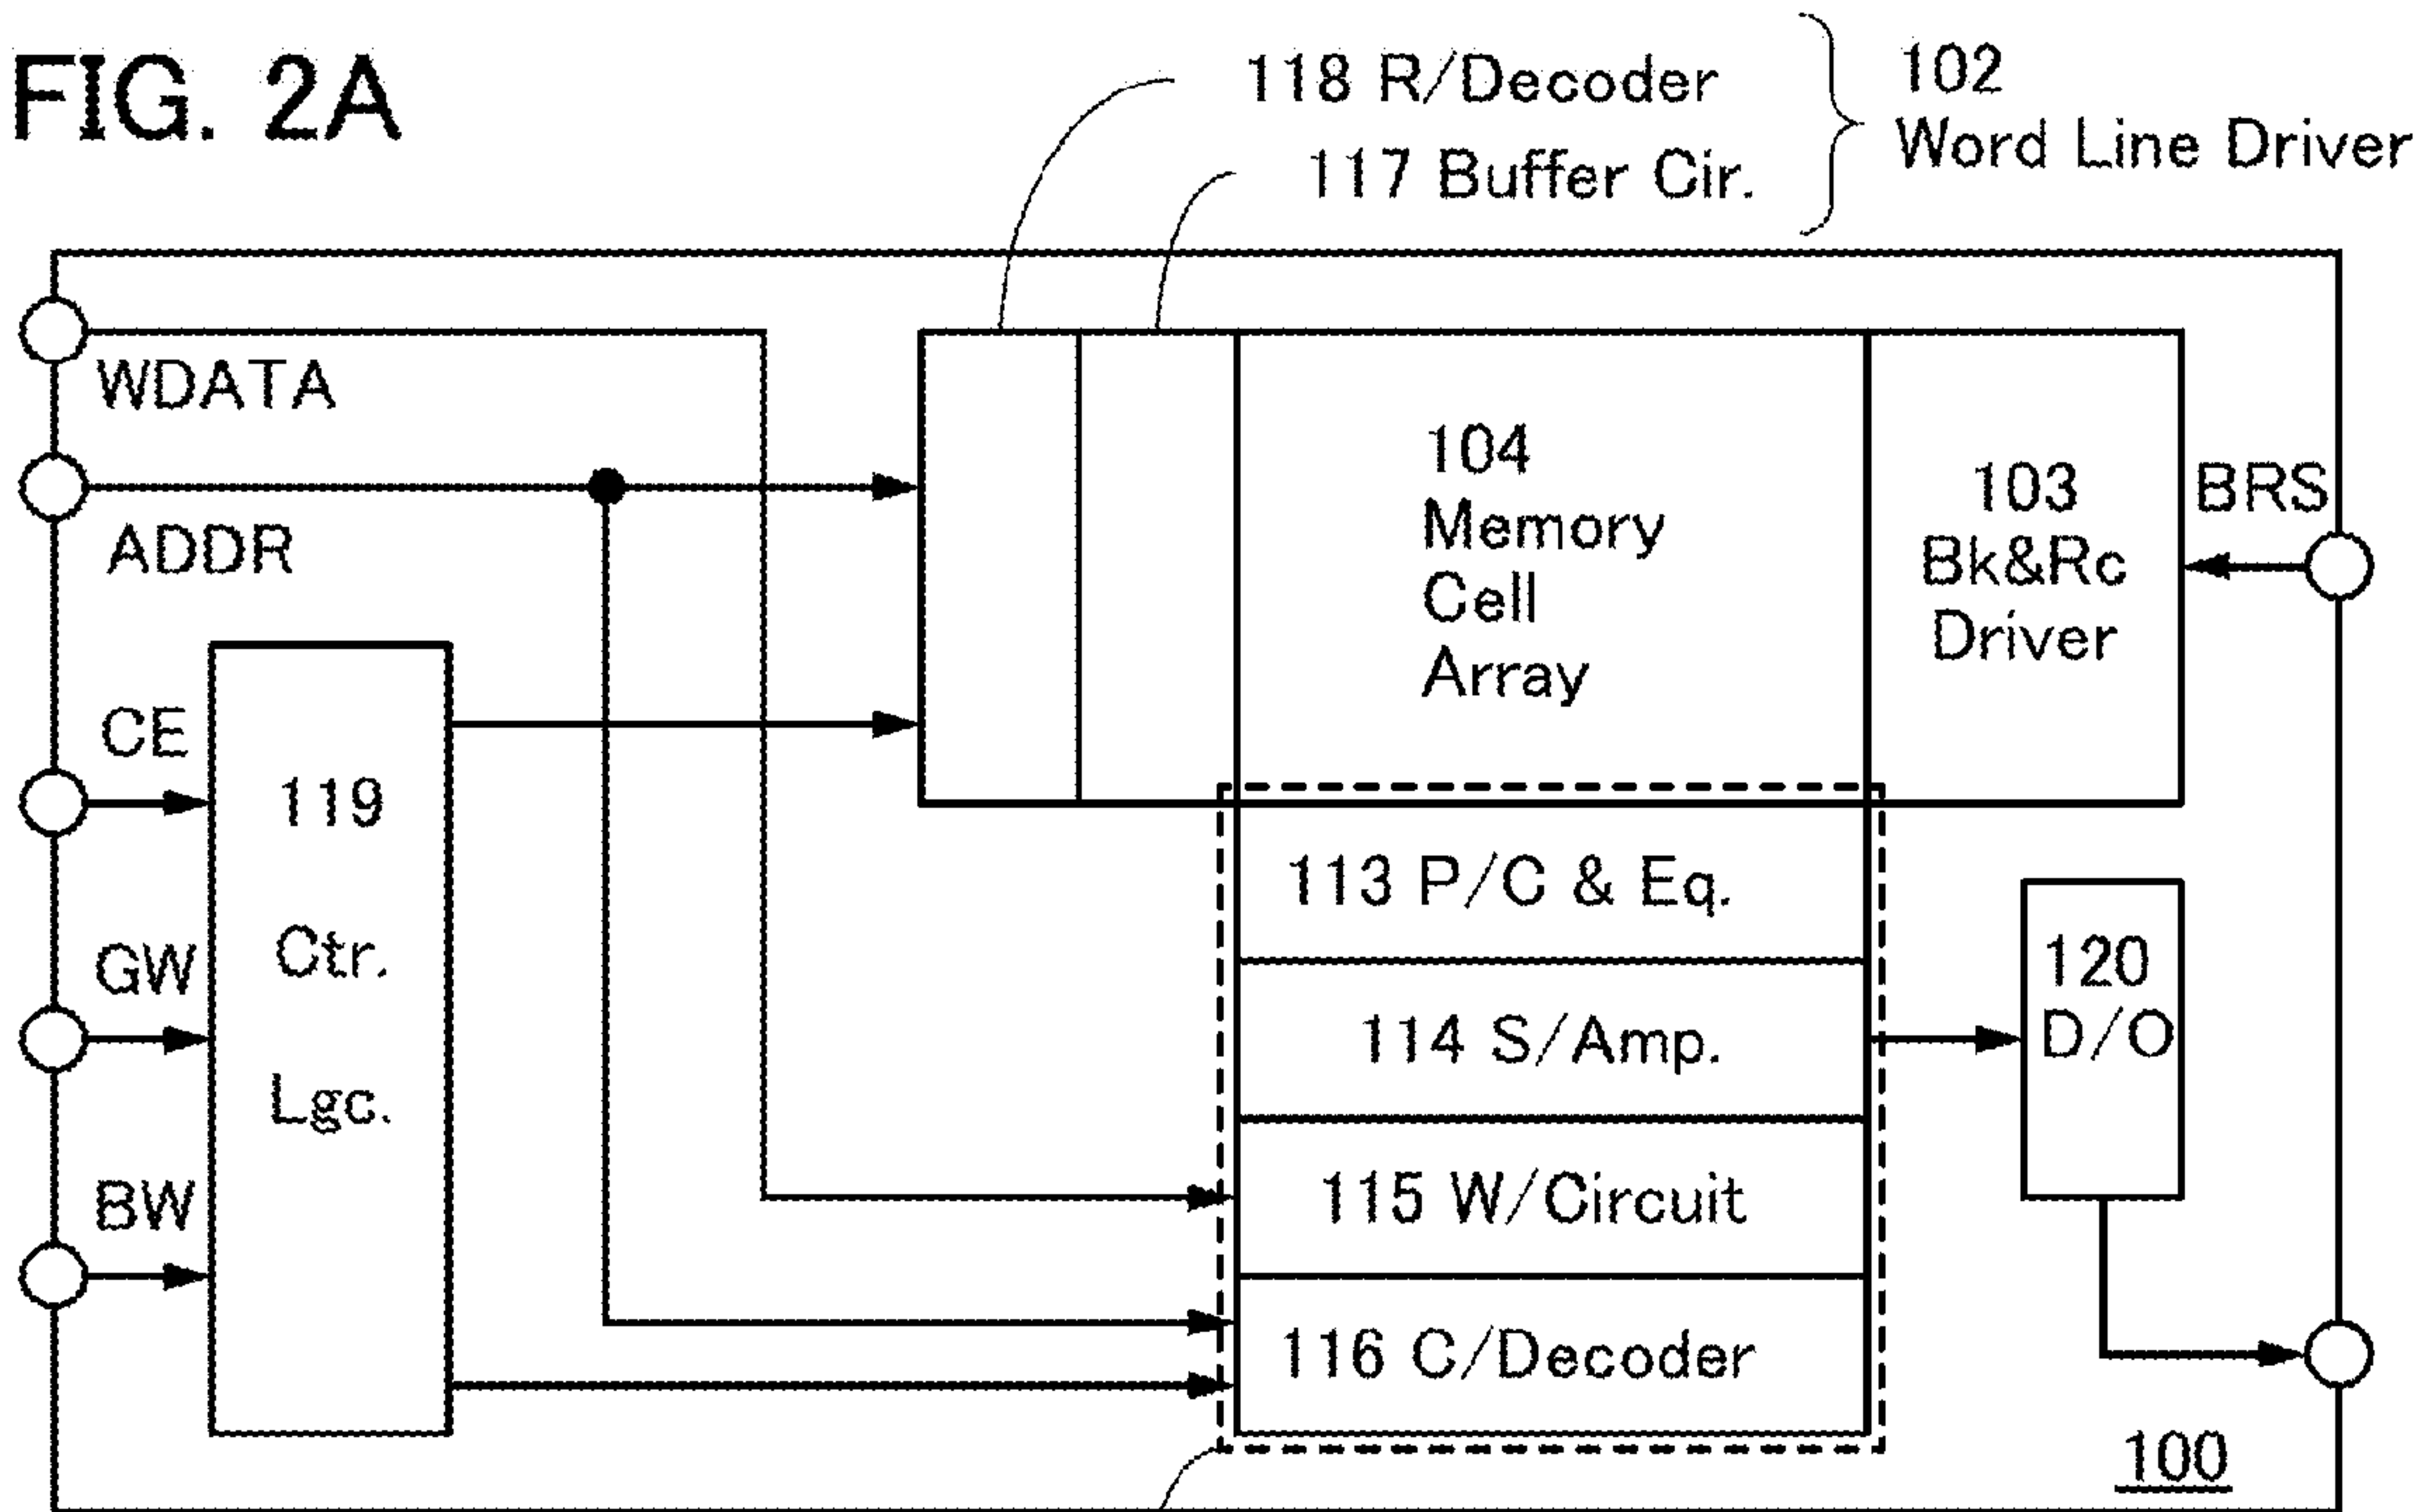 FIG. 2A
118 R/Decoder
117 Buffer Cir.
102
Word Line Driver
WDATA
ADDR
CE
GW
BW
119
Ctr.
Lgc.
104
Memory
Cell
Array
103
Bk&Rc
Driver
BRS
113 P/C & Eq.
114 S/Amp.
115 W/Circuit
116 C/Decoder
120
D/O
100